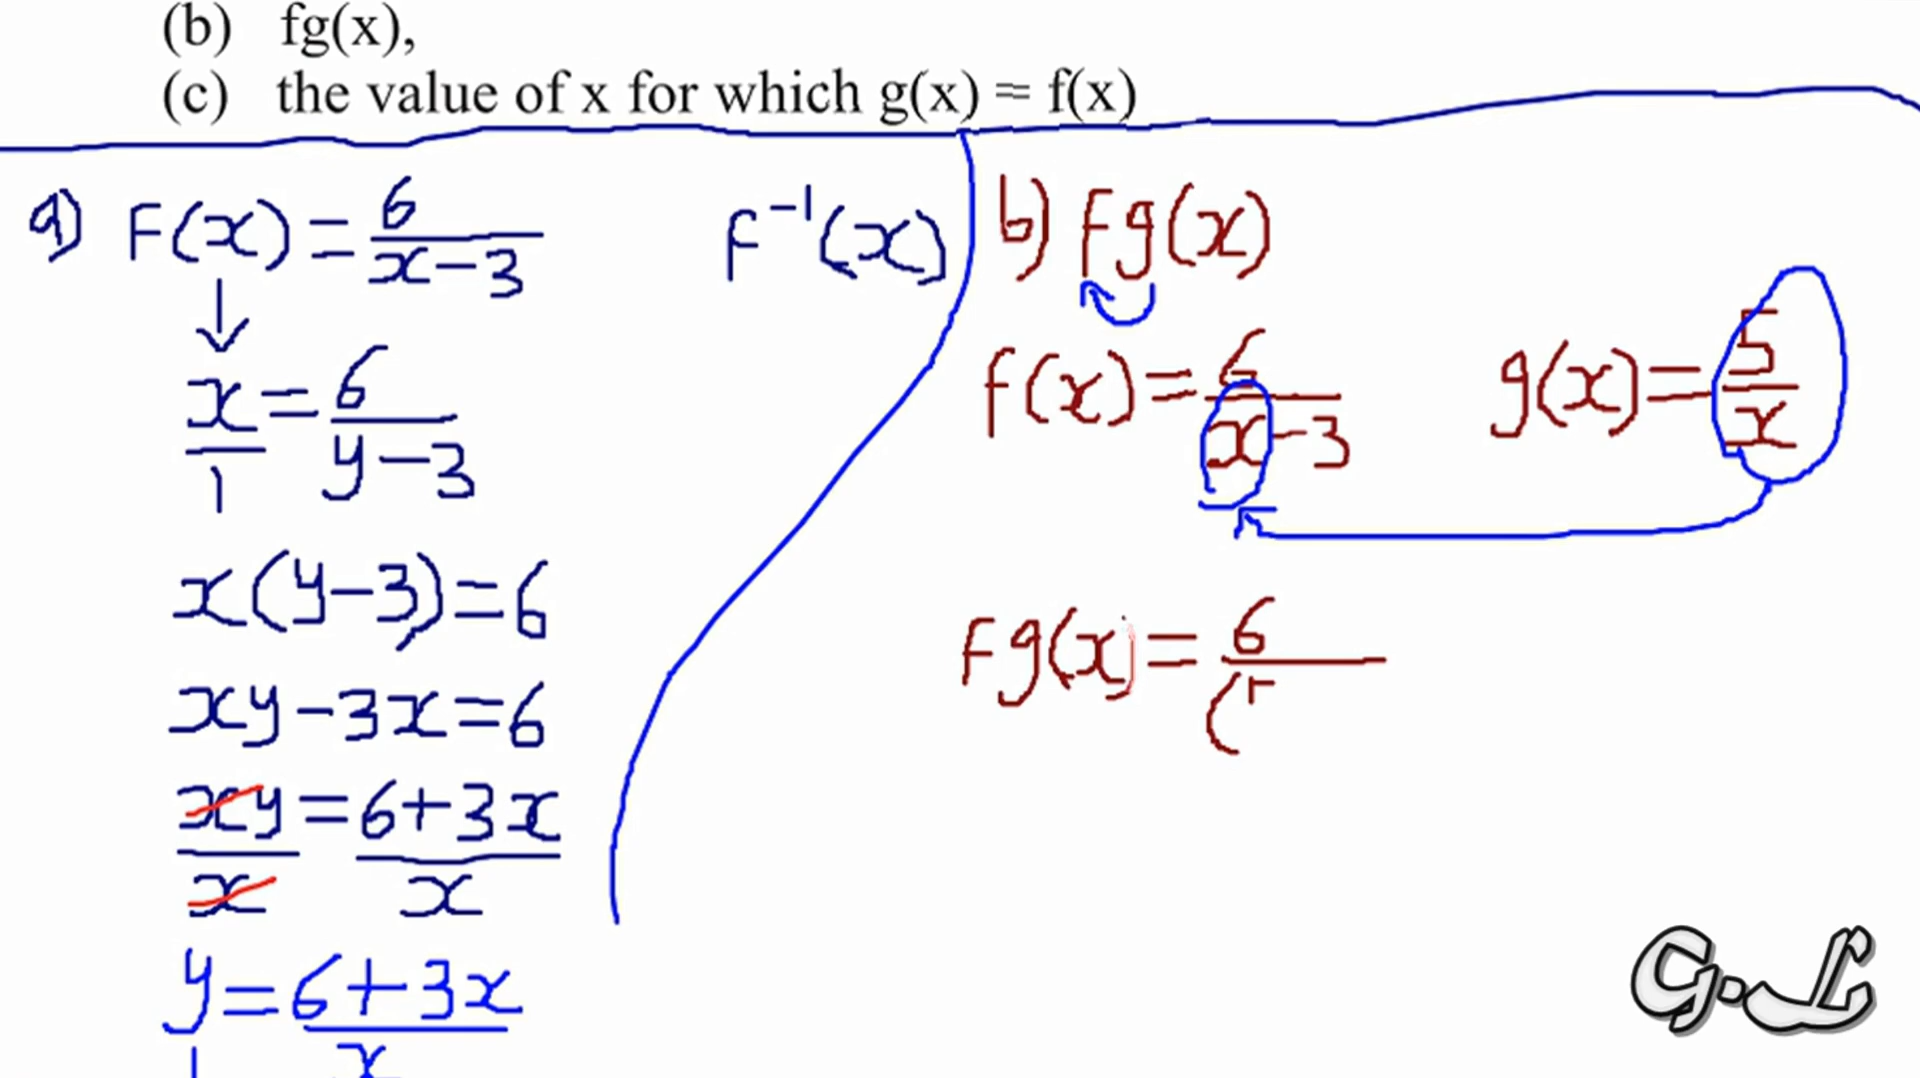 (b) fg(x),
(c) the value of x for which g(x) = f(x)
a) F(x) = 6/(x-3)
f⁻¹(x)
x/1 = 6/(y-3)
x(y-3)=6
xy-3x=6
xy/x = (6+3x)/x
y = (6+3x)/x
b) Fg(x)
f(x) = 6/(x-3)
g(x) = 5/x
Fg(x) = 6/(
G.L